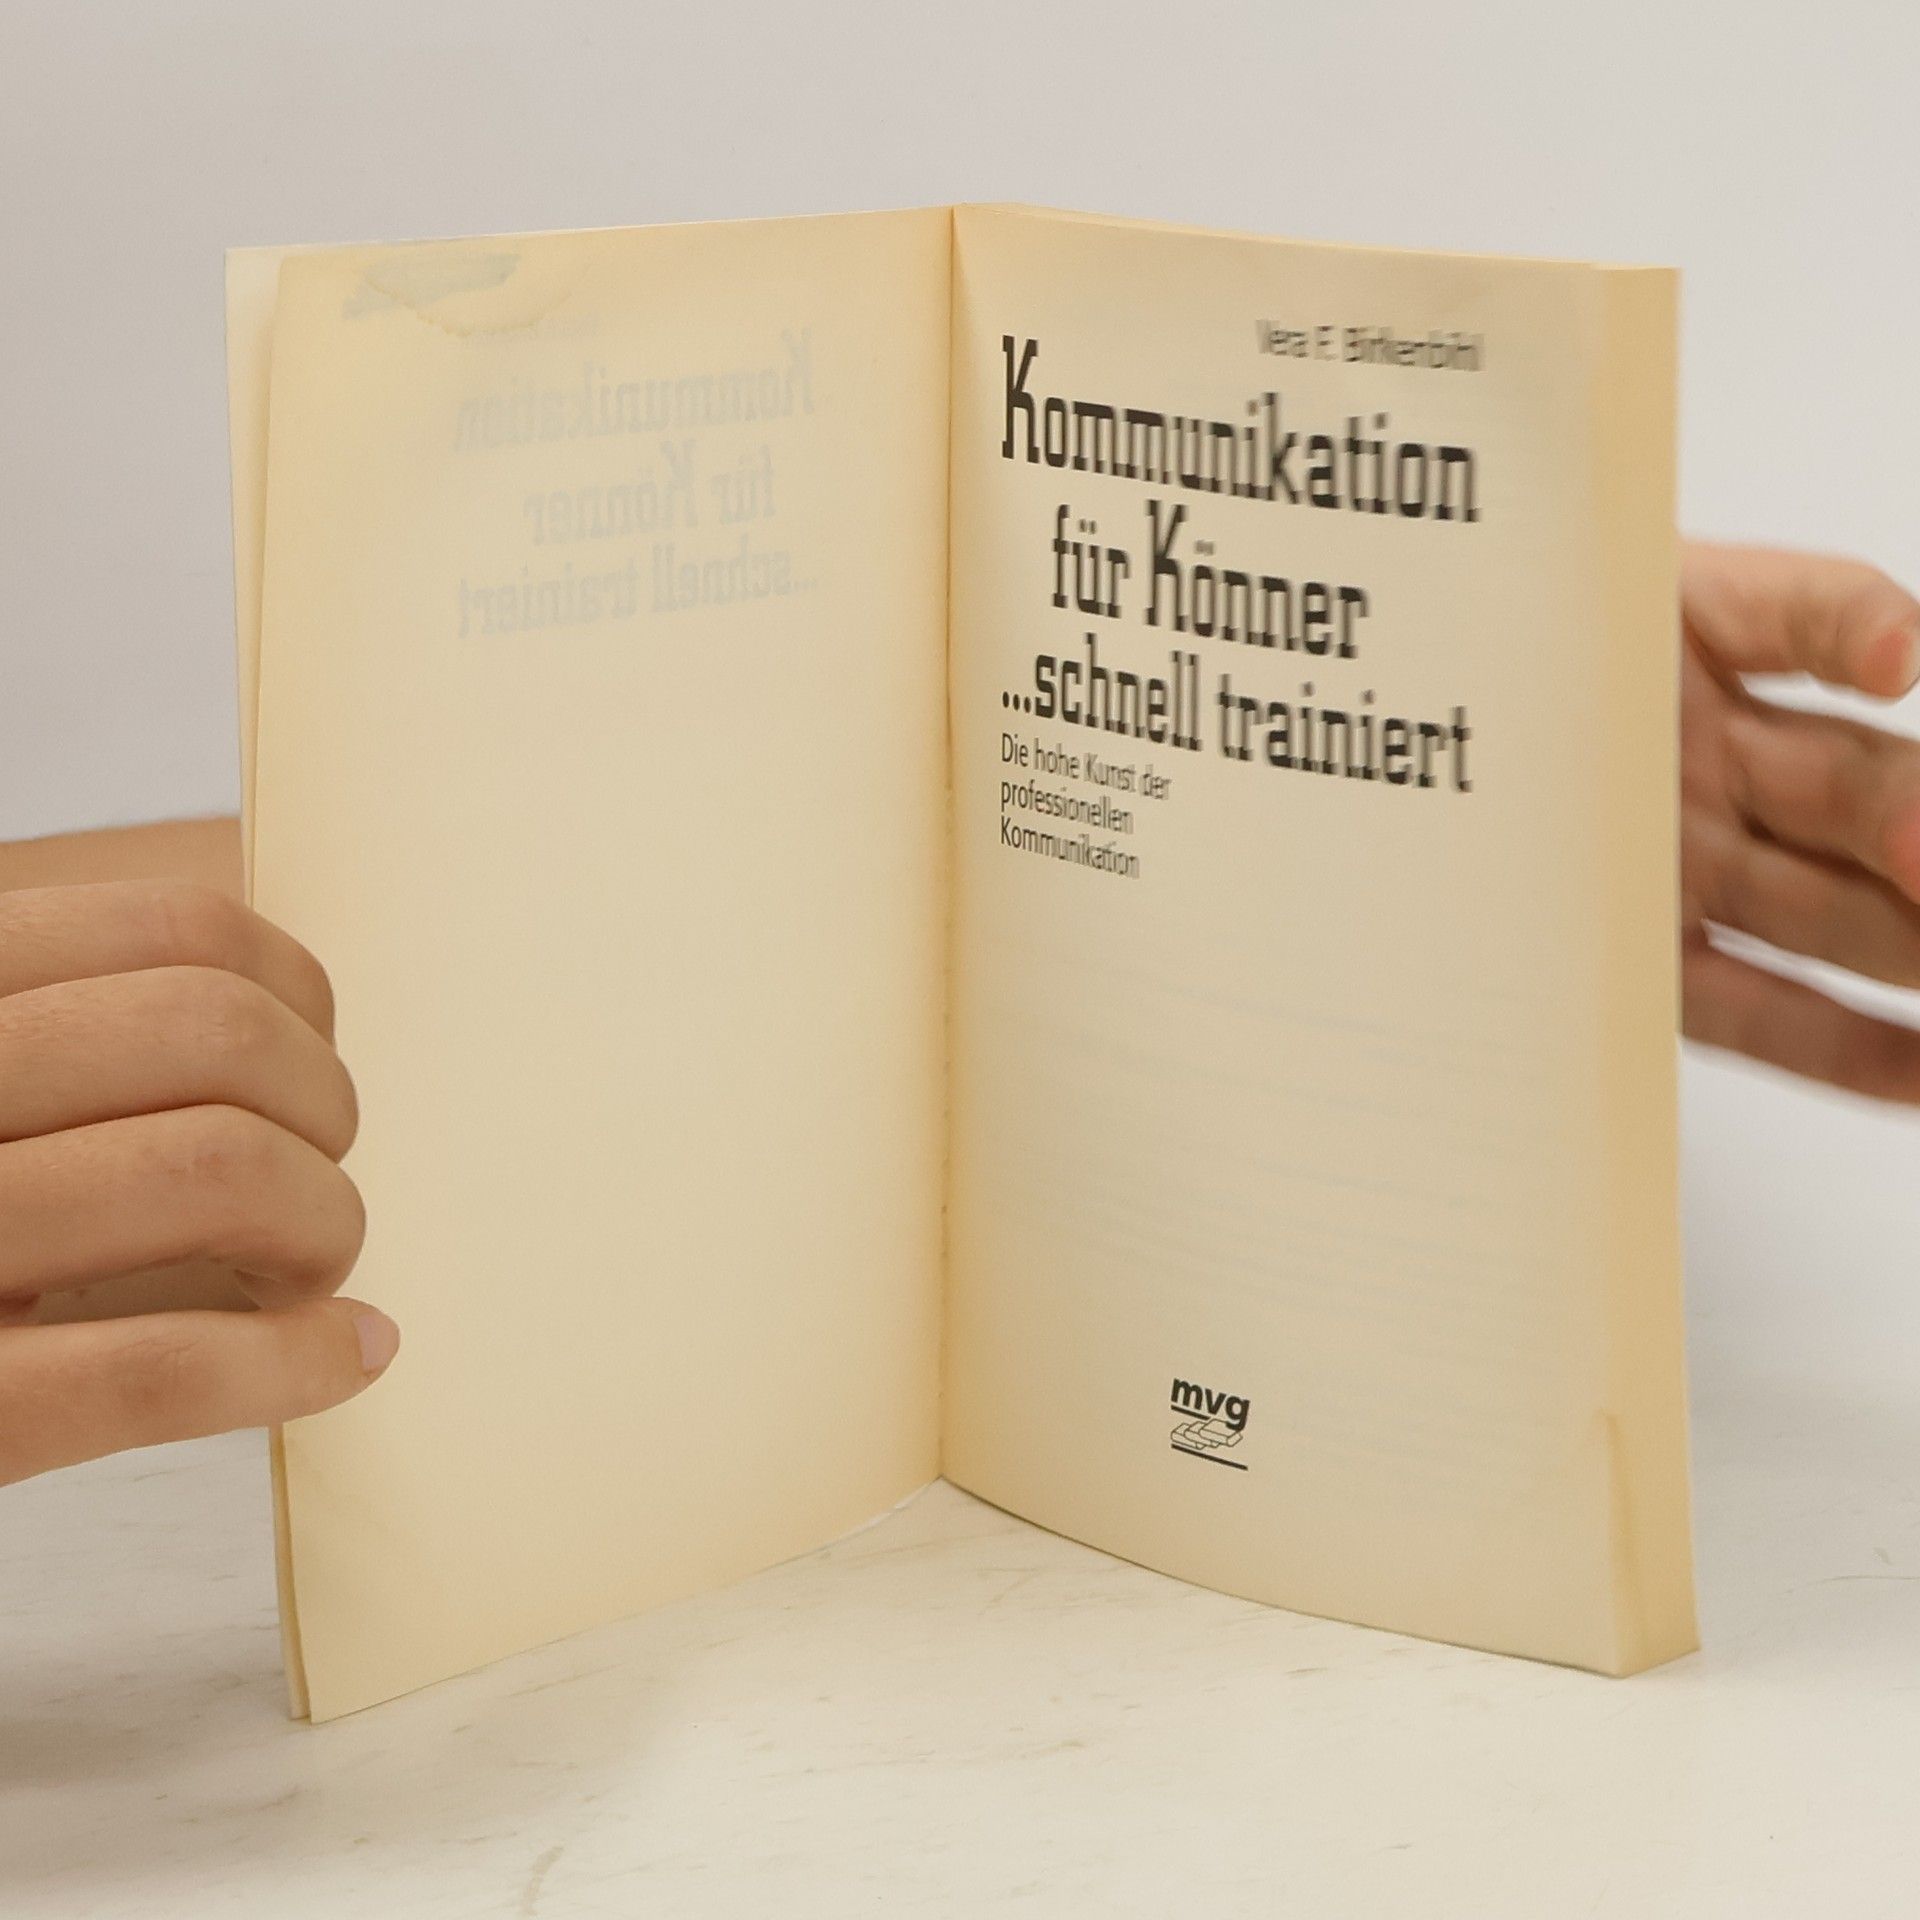 Vera F. Birkenbihl
Kommunikation
für Könner
...schnell trainiert
Die hohe Kunst der
professionellen
Kommunikation
mvg